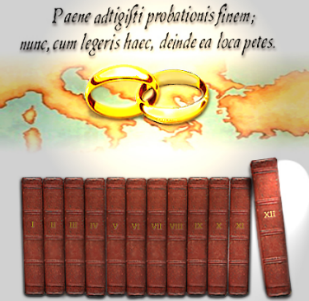 Paene adtigisti probationis finem;
nunc, cum legeris haec, deinde ea loca petes.
I II III IV V VI VII VIII IX X XI XII